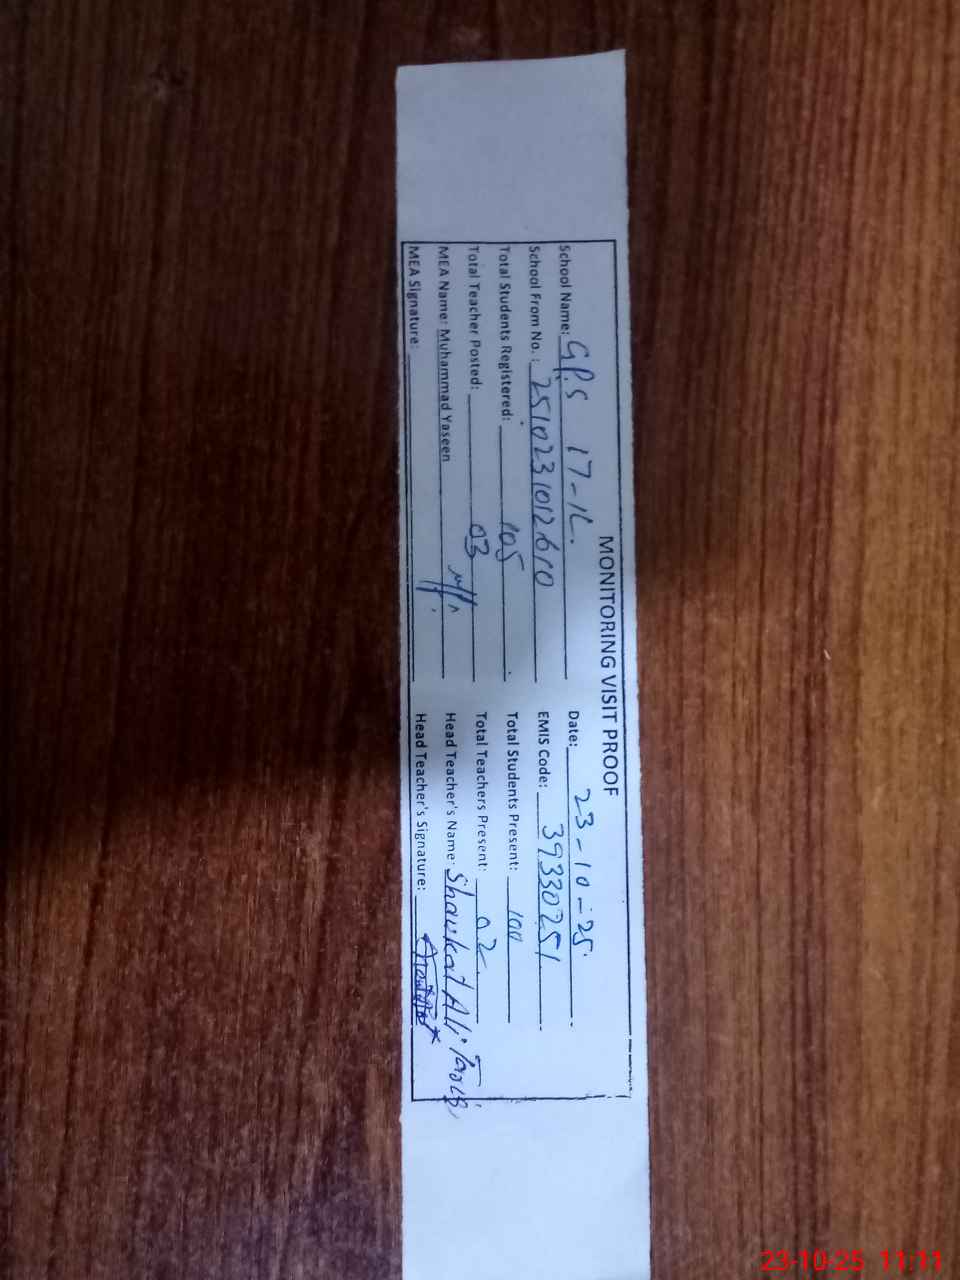 MONITORING VISIT PROOF
School Name: G.P.S 17-1L. Date: 23-10-25.
School From No.: 2510231012610 EMIS Code: 39330251
Total Students Registered: 105 Total Students Present: 100
Total Teacher Posted: 03 Total Teachers Present: 02
MEA Name: Muhammad Yaseen Head Teacher's Name: Shaukat Ali
MEA Signature: Head Teacher's Signature:
23-10-25 11:11